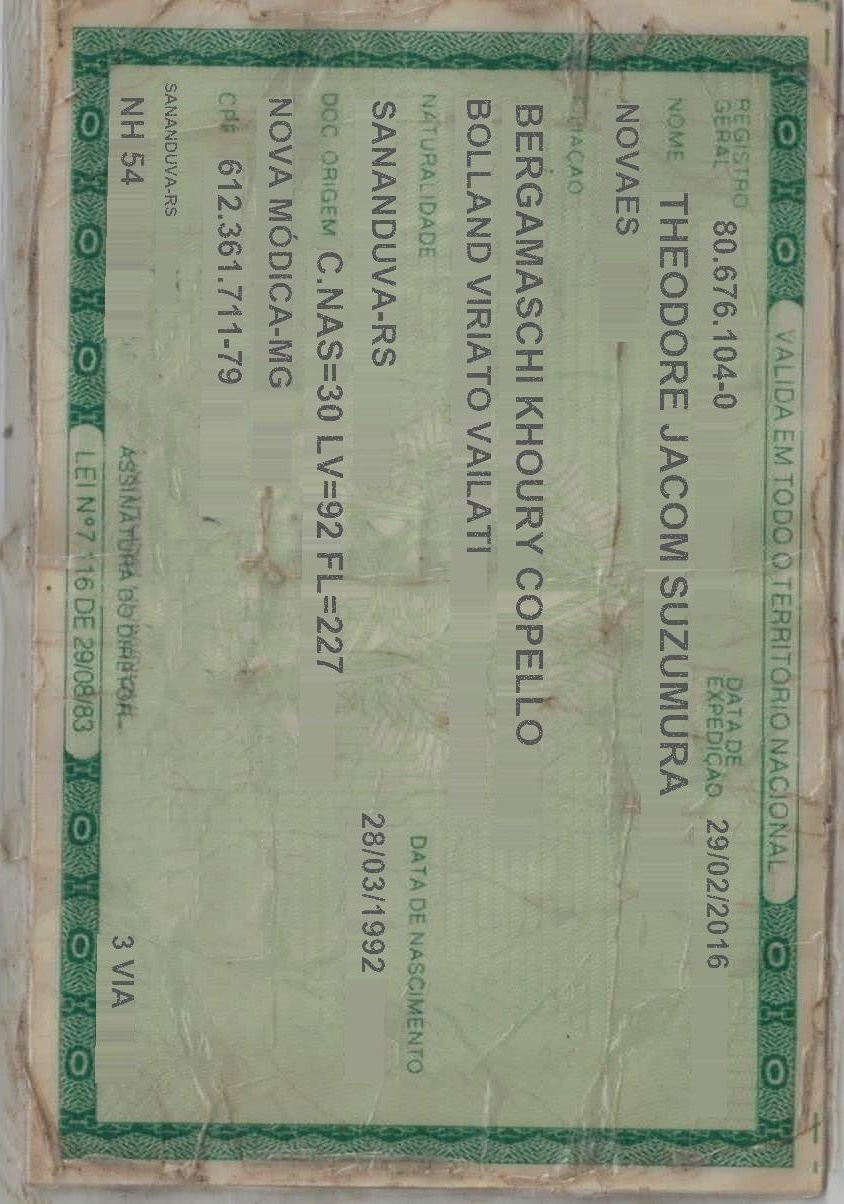 VALIDA EM TODO O TERRITÓRIO NACIONAL
REGISTRO GERAL 80.676.104-0 DATA DE EXPEDIÇÃO 29/02/2016
NOME THEODORE JACOM SUZUMURA
NOVAES
FILIAÇÃO
BERGAMASCHI KHOURY COPELLO
BOLLAND VIRIATO VAILATI
NATURALIDADE DATA DE NASCIMENTO
SANANDUVA-RS 28/03/1992
DOC. ORIGEM C.NAS=30 LV=92 FL=227
NOVA MÓDICA-MG
CPF 612.361.711-79
SANANDUVA-RS
NH 54 3 VIA
ASSINATURA DO DIRETOR
LEI Nº 7.116 DE 29/08/83